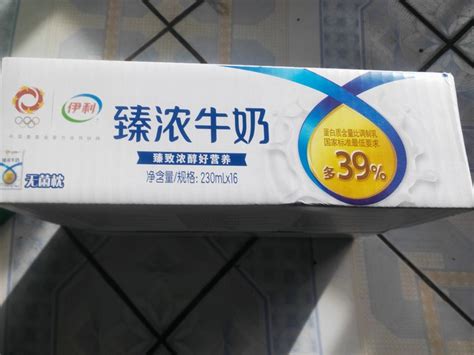 伊利
臻浓牛奶
臻致浓醇好营养
净含量/规格: 230mLx16
蛋白质含量比调制乳
国家标准最低要求
多39%
无菌枕